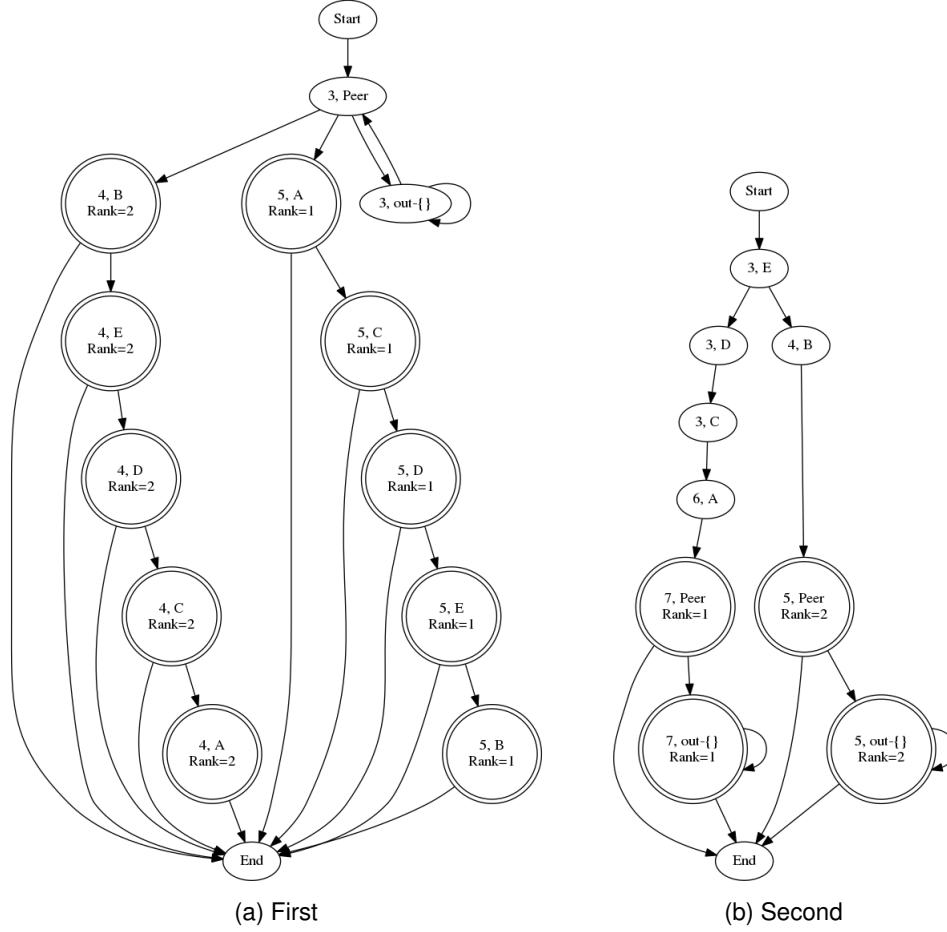 Start
3, Peer
4, B
Rank=2
5, A
Rank=1
3, out-{}
4, E
Rank=2
5, C
Rank=1
4, D
Rank=2
5, D
Rank=1
4, C
Rank=2
5, E
Rank=1
4, A
Rank=2
5, B
Rank=1
End
(a) First
Start
3, E
3, D
4, B
3, C
6, A
7, Peer
Rank=1
5, Peer
Rank=2
7, out-{}
Rank=1
5, out-{}
Rank=2
End
(b) Second